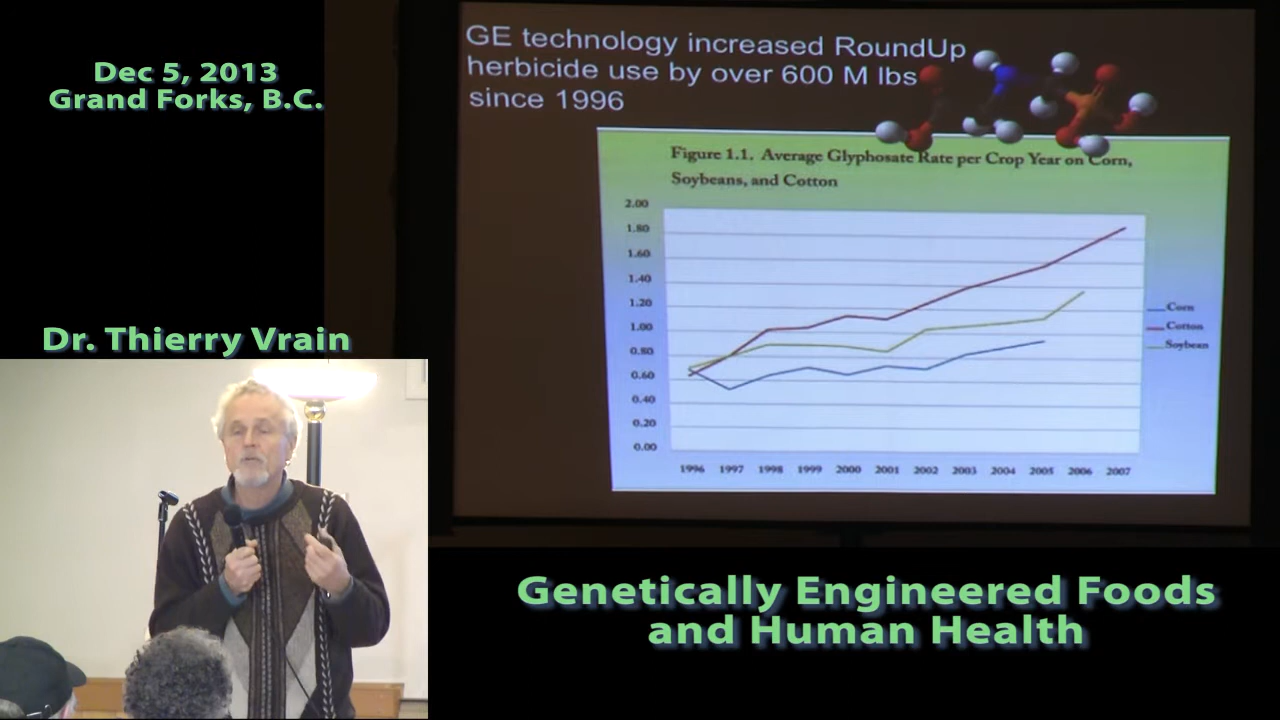 Dec 5, 2013
Grand Forks, B.C.
Dr. Thierry Vrain
GE technology increased RoundUp
herbicide use by over 600 M lbs
since 1996
Figure 1.1. Average Glyphosate Rate per Crop Year on Corn,
Soybeans, and Cotton
2.00
1.80
1.60
1.40
1.20
1.00
0.80
0.60
0.40
0.20
0.00
1996 1997 1998 1999 2000 2001 2002 2003 2004 2005 2006 2007
Corn
Cotton
Soybean
Genetically Engineered Foods
and Human Health